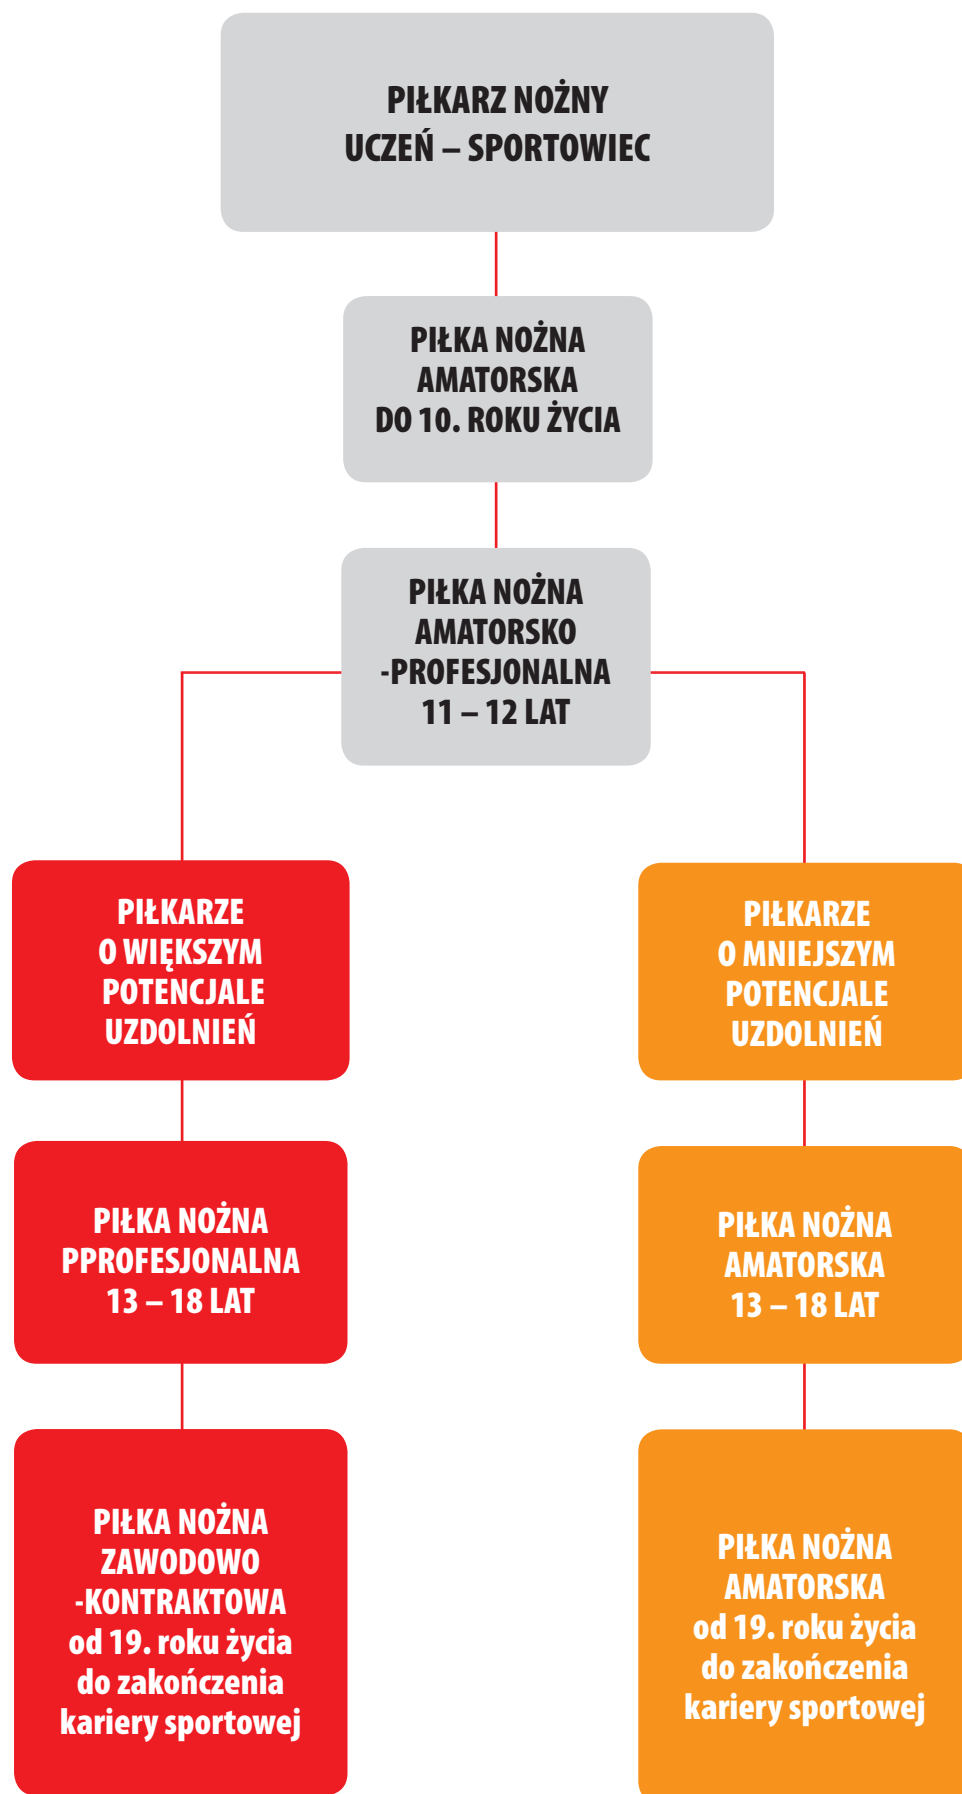 PIŁKARZ NOŻNY
UCZEŃ – SPORTOWIEC
PIŁKA NOŻNA
AMATORSKA
DO 10. ROKU ŻYCIA
PIŁKA NOŻNA
AMATORSKO
-PROFESJONALNA
11 – 12 LAT
PIŁKARZE
O WIĘKSZYM
POTENCJALE
UZDOLNIEŃ
PIŁKARZE
O MNIEJSZYM
POTENCJALE
UZDOLNIEŃ
PIŁKA NOŻNA
PPROFESJONALNA
13 – 18 LAT
PIŁKA NOŻNA
AMATORSKA
13 – 18 LAT
PIŁKA NOŻNA
ZAWODOWO
-KONTRAKTOWA
od 19. roku życia
do zakończenia
kariery sportowej
PIŁKA NOŻNA
AMATORSKA
od 19. roku życia
do zakończenia
kariery sportowej